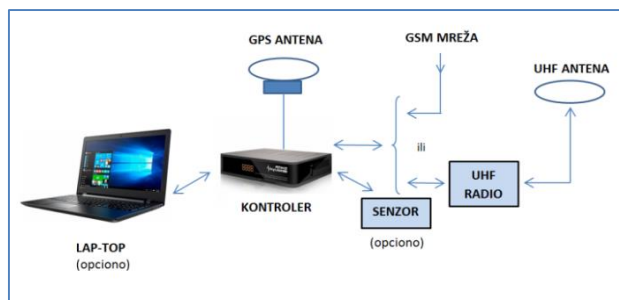 GPS ANTENA
GSM MREŽA
UHF ANTENA
ili
KONTROLER
SENZOR
(opciono)
UHF
RADIO
LAP-TOP
(opciono)